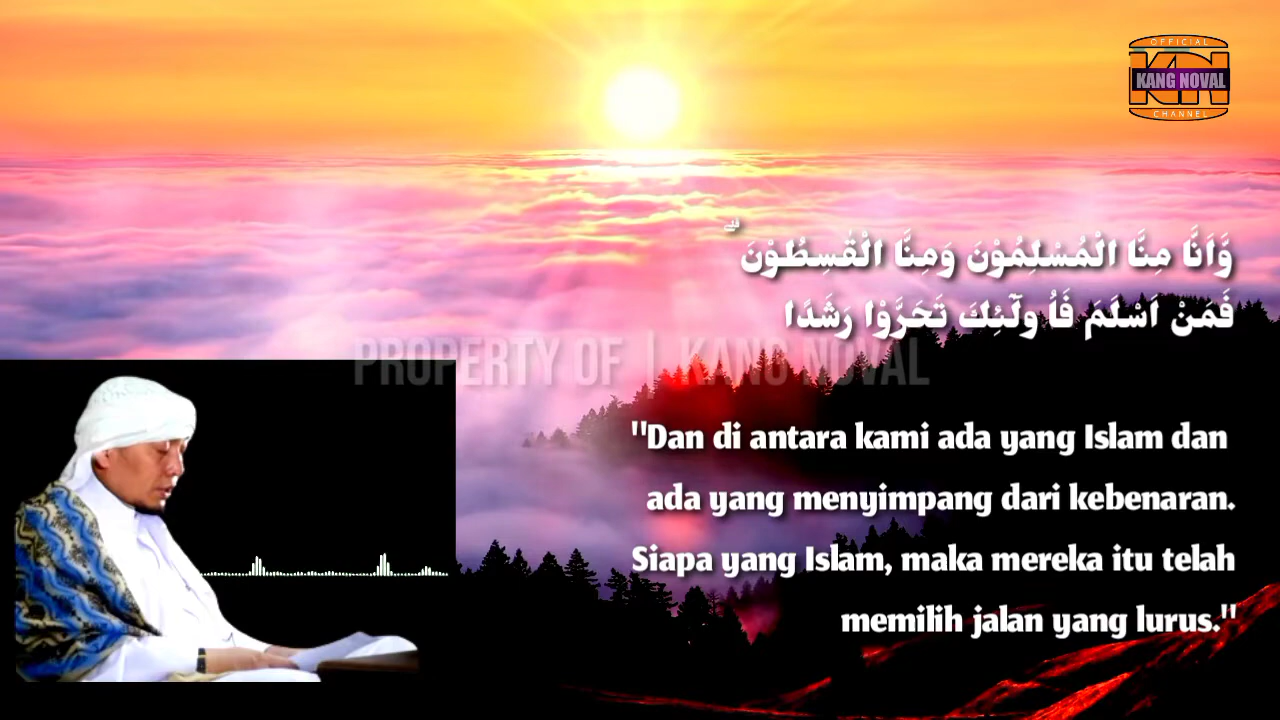 OFFICIAL
KN
KANG NOVAL
CHANNEL
وَّاَنَّا مِنَّا الْمُسْلِمُوْنَ وَمِنَّا الْقٰسِطُوْنَۗ
فَمَنْ اَسْلَمَ فَاُ ولٰۤىِٕكَ تَحَرَّوْا رَشَدًا
PROPERTY OF | KANG NOVAL
"Dan di antara kami ada yang Islam dan
ada yang menyimpang dari kebenaran.
Siapa yang Islam, maka mereka itu telah
memilih jalan yang lurus."